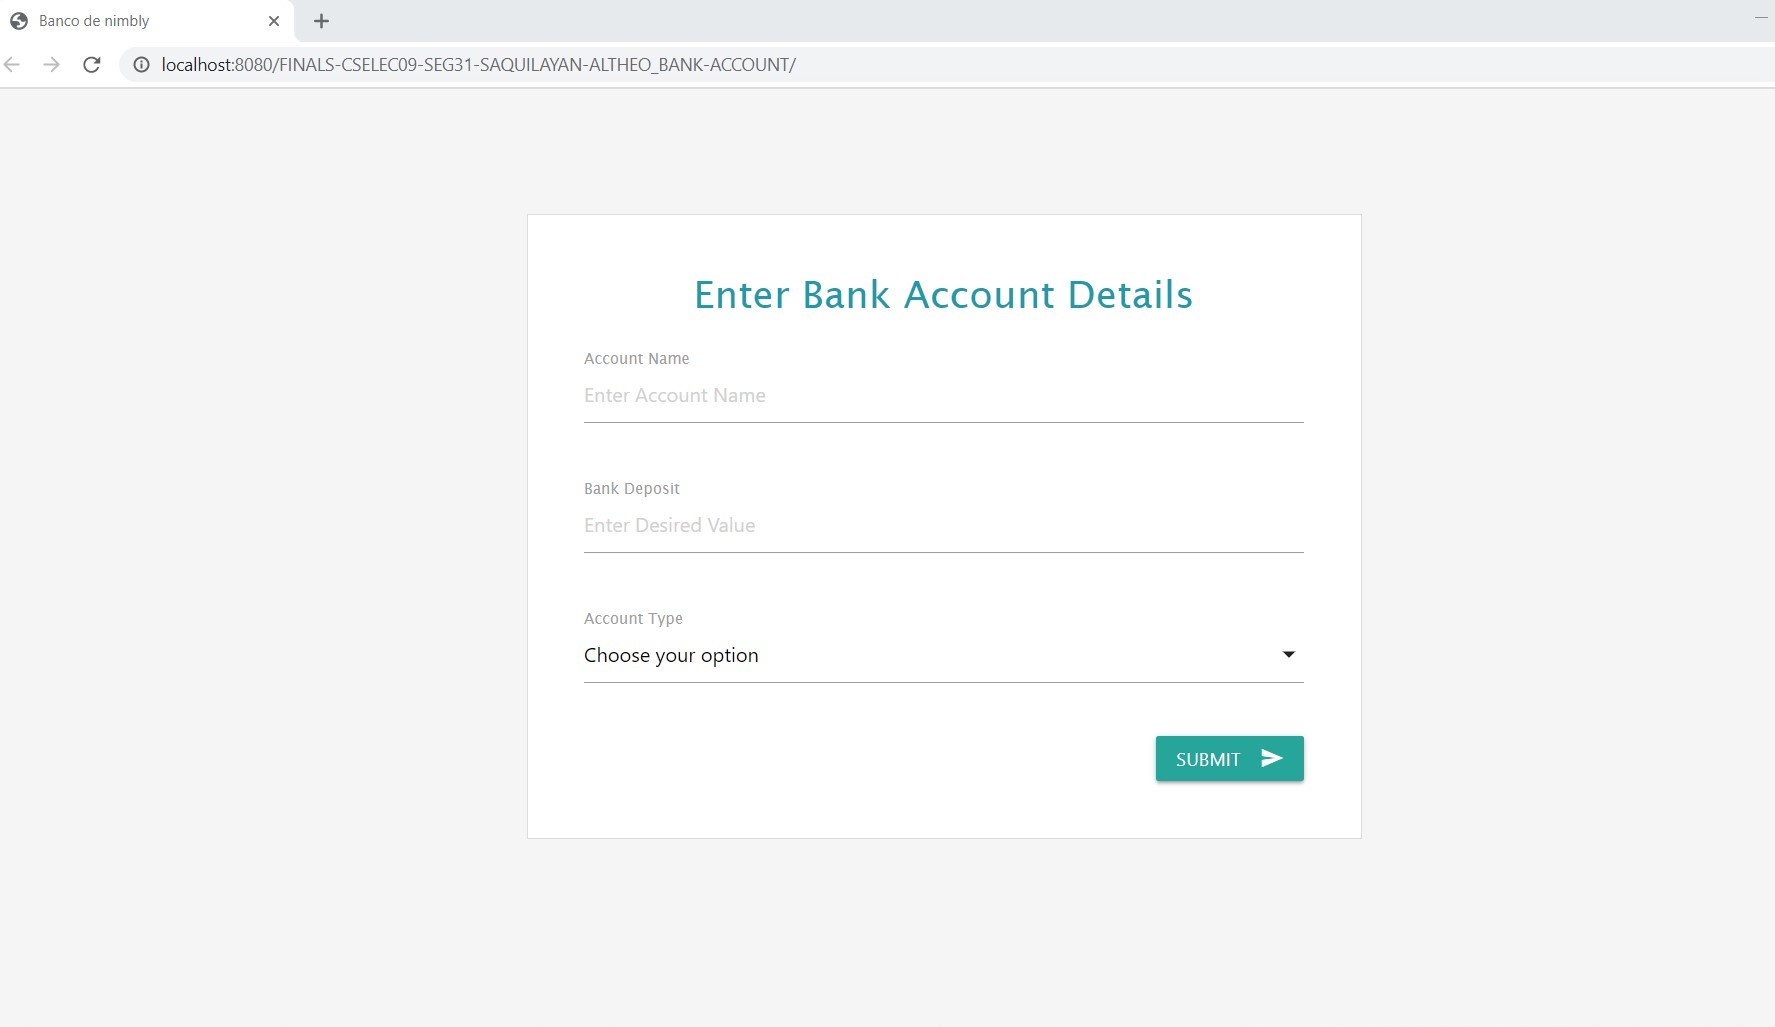 Banco de nimbly
localhost:8080/FINALS-CSELEC09-SEG31-SAQUILAYAN-ALTHEO_BANK-ACCOUNT/
Enter Bank Account Details
Account Name
Enter Account Name
Bank Deposit
Enter Desired Value
Account Type
Choose your option
SUBMIT